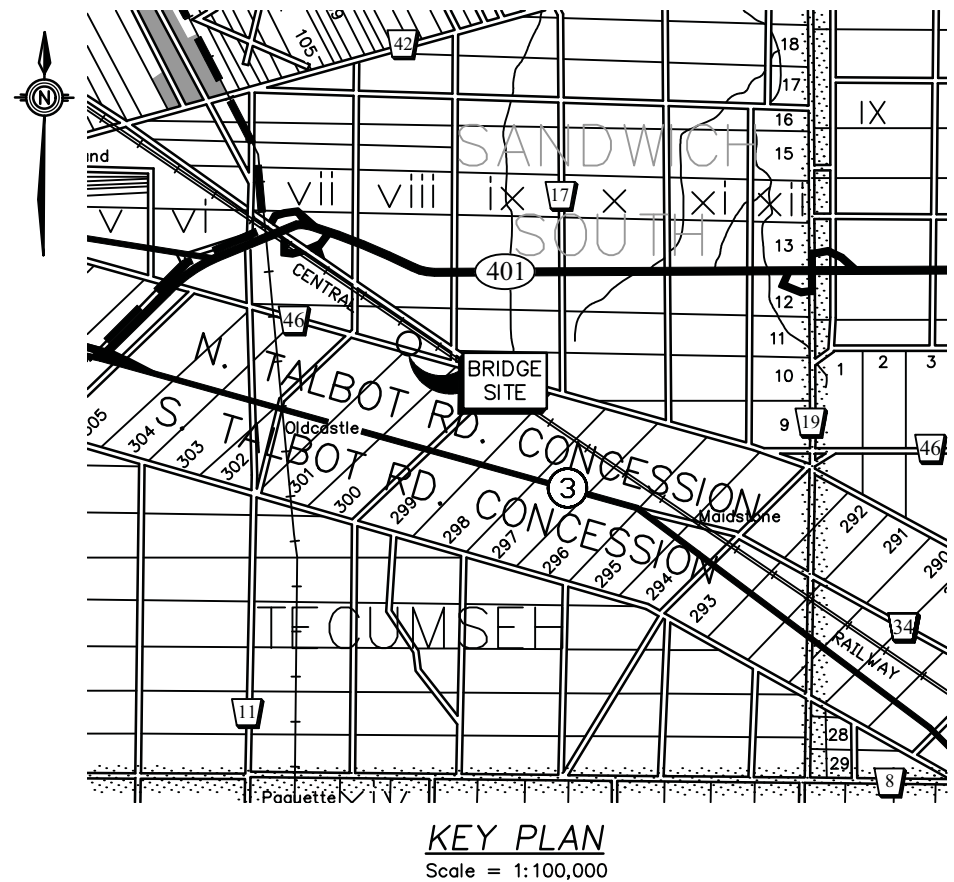 N
18
42
105
17
16
IX
SANDWICH
15
vii
viii
ix
17
x
xi
xii
v
vi
SOUTH
13
401
CENTRAL
12
46
11
N. TALBOT RD. CONCESSION
BRIDGE
SITE
10
1
2
3
S. TALBOT RD. CONCESSION
Oldcastle
9
19
46
304
303
302
301
300
299
298
297
296
295
294
293
3
Maidstone
292
291
290
TECUMSEH
34
RAILWAY
11
28
29
8
Paquette
KEY PLAN
Scale = 1:100,000